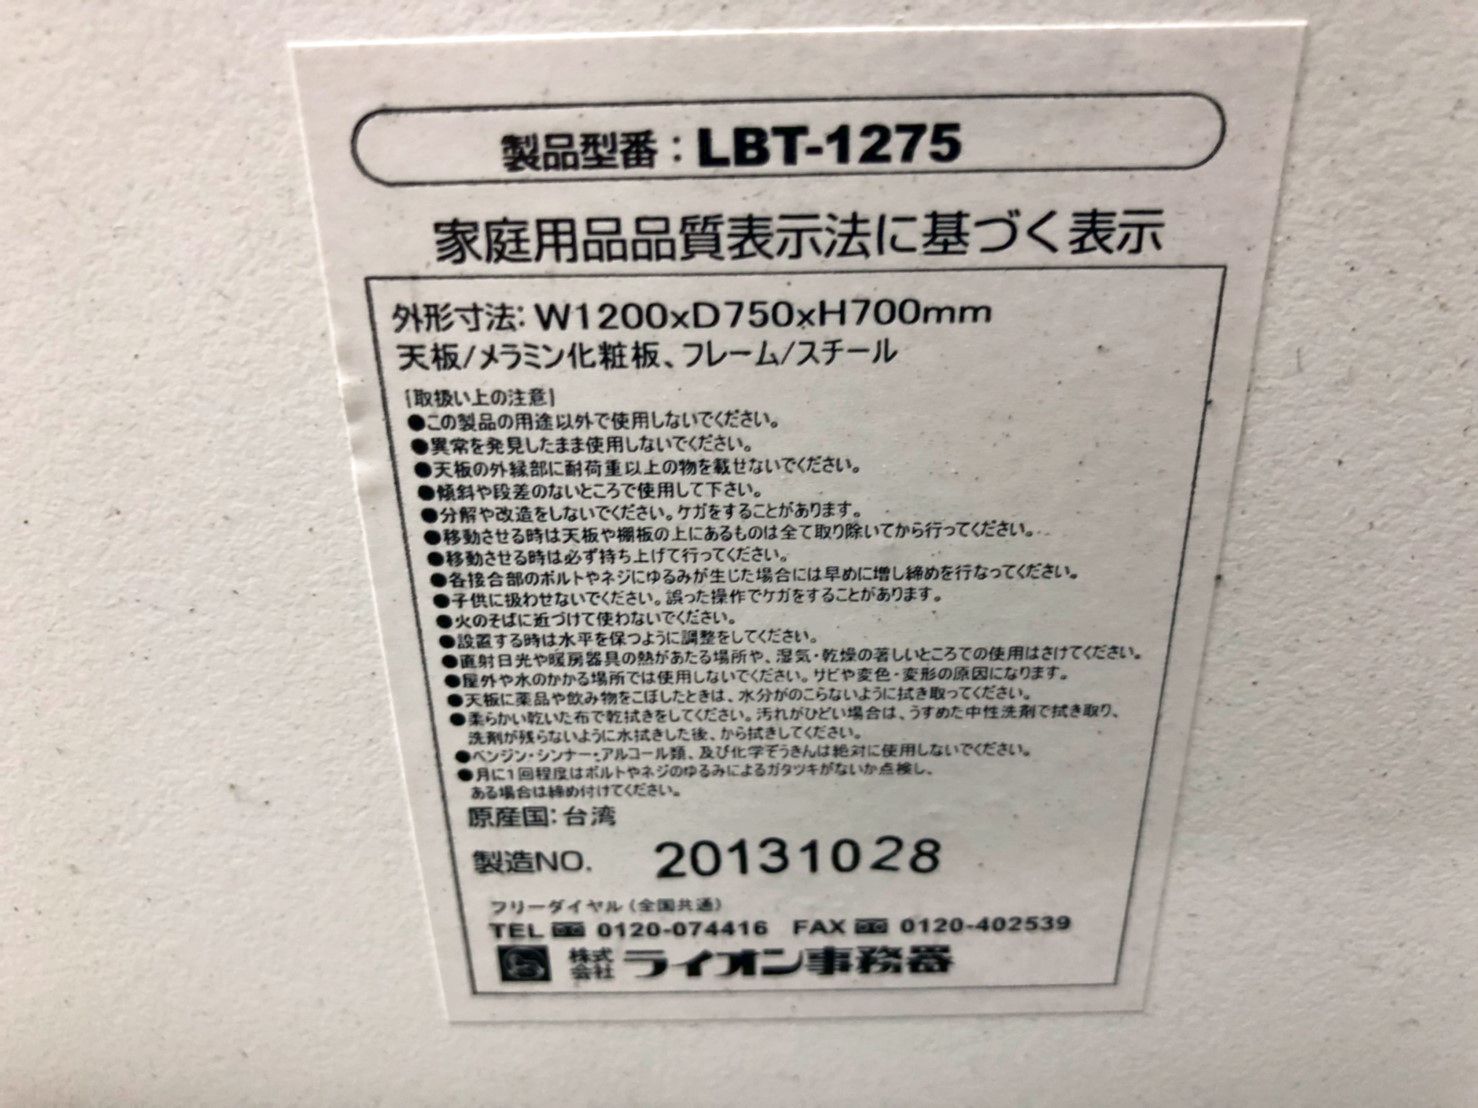 製品型番：LBT-1275
家庭用品品質表示法に基づく表示
外形寸法：W1200xD750xH700mm
天板/メラミン化粧板、フレーム/スチール
[取扱い上の注意]
●この製品の用途以外で使用しないでください。
●異常を発見したまま使用しないでください。
●天板の外縁部に耐荷重以上の物を載せないでください。
●傾斜や段差のないところで使用して下さい。
●分解や改造をしないでください。ケガをすることがあります。
●移動させる時は天板や棚板の上にあるものは全て取り除いてから行ってください。
●移動させる時は必ず持ち上げて行ってください。
●各接合部のボルトやネジにゆるみが生じた場合には早めに増し締めを行なってください。
●子供に扱わせないでください。誤った操作でケガをすることがあります。
●火のそばに近づけて使わないでください。
●設置する時は水平を保つように調整をしてください。
●直射日光や暖房器具の熱があたる場所や、湿気・乾燥の著しいところでの使用はさけてください。
●屋外や水のかかる場所では使用しないでください。サビや変色・変形の原因になります。
●天板に薬品や飲み物をこぼしたときは、水分がのこらないように拭き取ってください。
●柔らかい乾いた布で乾拭きをしてください。汚れがひどい場合は、うすめた中性洗剤で拭き取り、
洗剤が残らないように水拭きした後、から拭きしてください。
●ベンジン・シンナー・アルコール類、及び化学ぞうきんは絶対に使用しないでください。
●月に1回程度はボルトやネジのゆるみによるガタツキがないか点検し、
ある場合は締め付けてください。
原産国：台湾
製造NO. 20131028
フリーダイヤル（全国共通）
TEL 0120-074416 FAX 0120-402539
株式会社 ライオン事務器